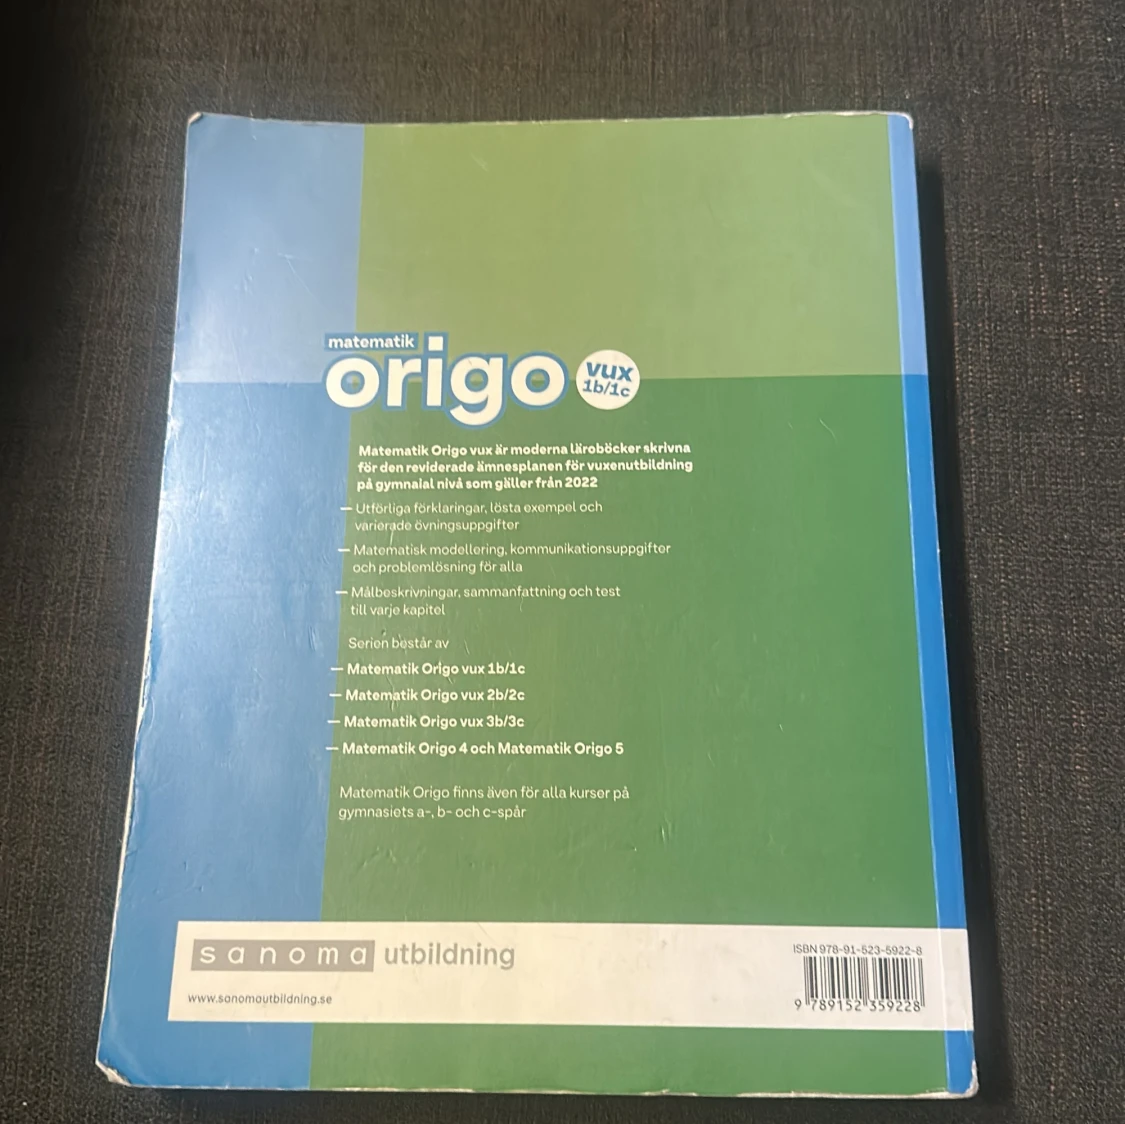 matematik
origo
vux
1b/1c
Matematik Origo vux är moderna läroböcker skrivna
för den reviderade ämnesplanen för vuxenutbildning
på gymnaial nivå som gäller från 2022
— Utförliga förklaringar, lösta exempel och
varierade övningsuppgifter
— Matematisk modellering, kommunikationsuppgifter
och problemlösning för alla
— Målbeskrivningar, sammanfattning och test
till varje kapitel
Serien består av
— Matematik Origo vux 1b/1c
— Matematik Origo vux 2b/2c
— Matematik Origo vux 3b/3c
— Matematik Origo 4 och Matematik Origo 5
Matematik Origo finns även för alla kurser på
gymnasiets a-, b- och c-spår
sanoma utbildning
www.sanomautbildning.se
ISBN 978-91-523-5922-8
9 789152 359228